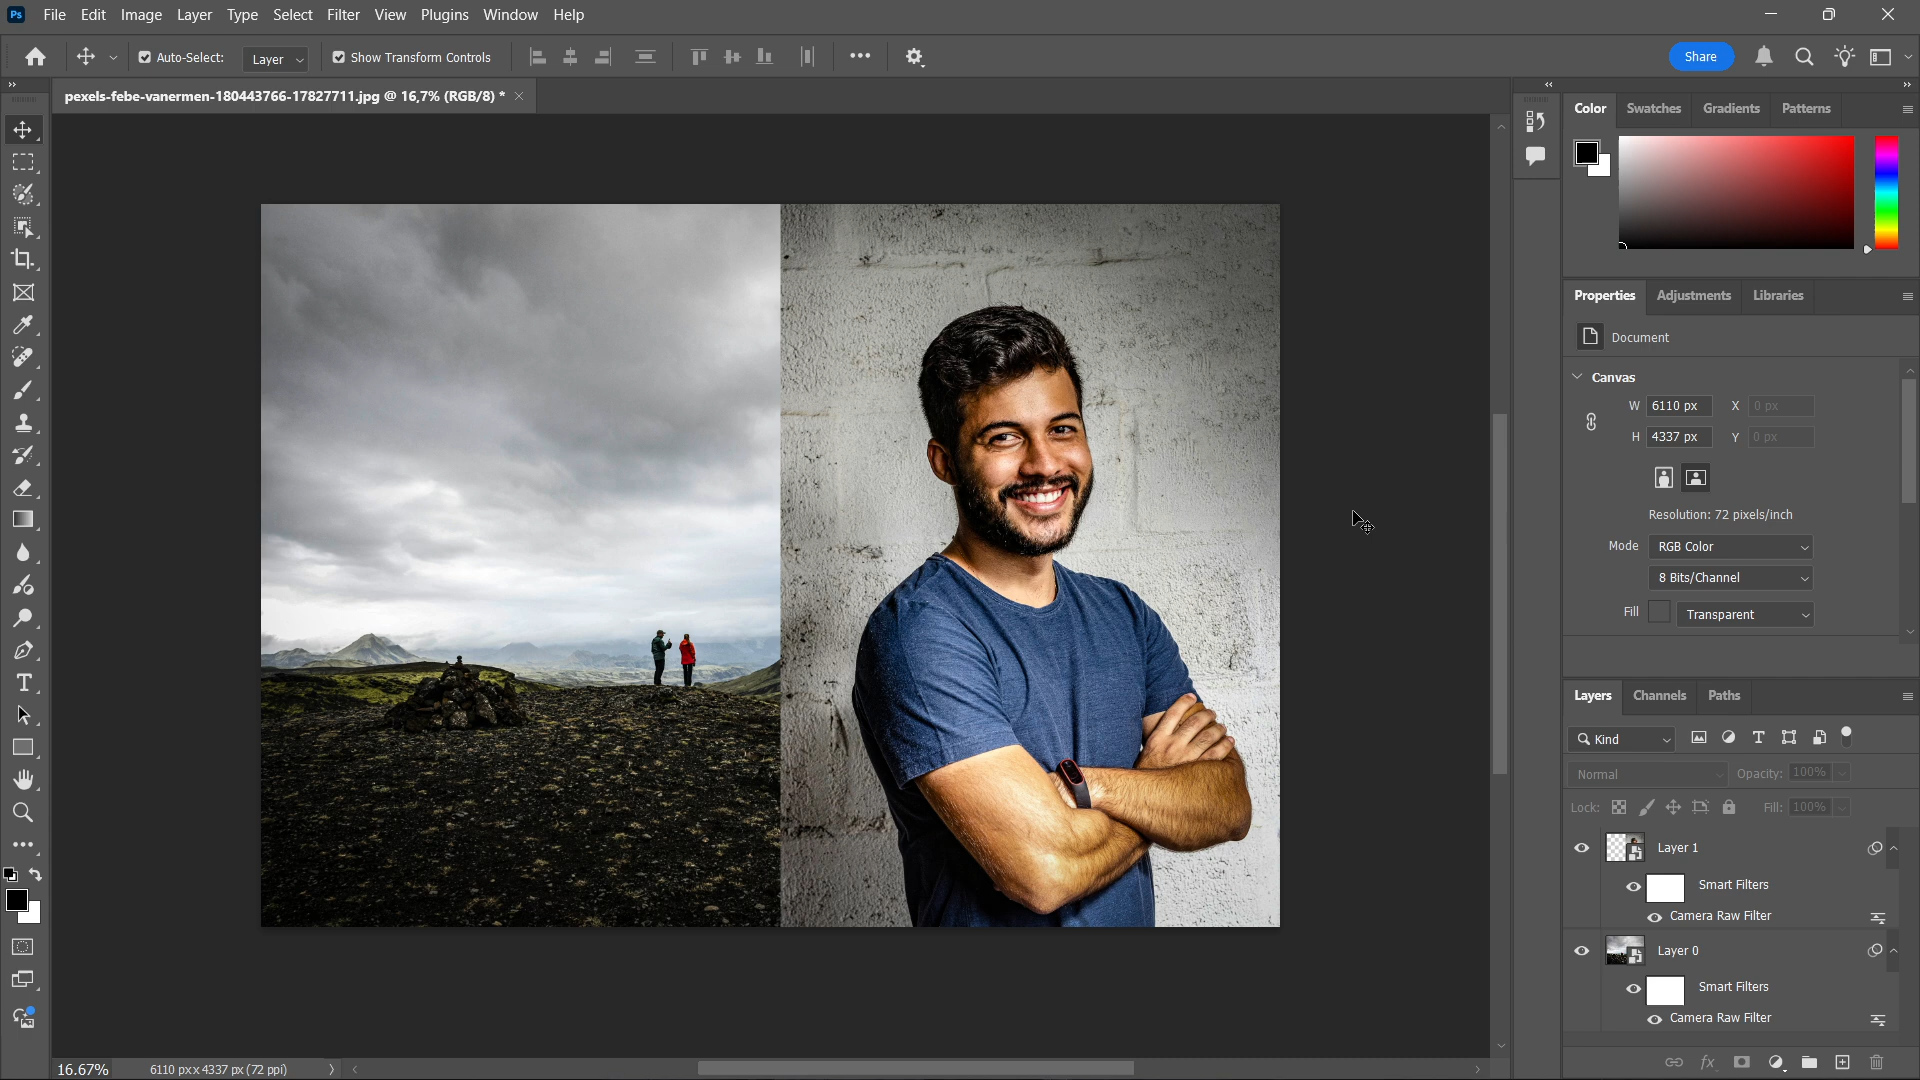 Ps File Edit Image Layer Type Select Filter View Plugins Window Help
Auto-Select: Layer Show Transform Controls Share
pexels-febe-vanermen-180443766-17827711.jpg @ 16,7% (RGB/8) *
Color Swatches Gradients Patterns
Properties Adjustments Libraries
Document
Canvas
W 6110 px X 0 px
H 4337 px Y 0 px
Resolution: 72 pixels/inch
Mode RGB Color
8 Bits/Channel
Fill Transparent
Layers Channels Paths
Kind
Normal Opacity: 100%
Lock: Fill: 100%
Layer 1
Smart Filters
Camera Raw Filter
Layer 0
Smart Filters
Camera Raw Filter
fx
16.67% 6110 px x 4337 px (72 ppi)